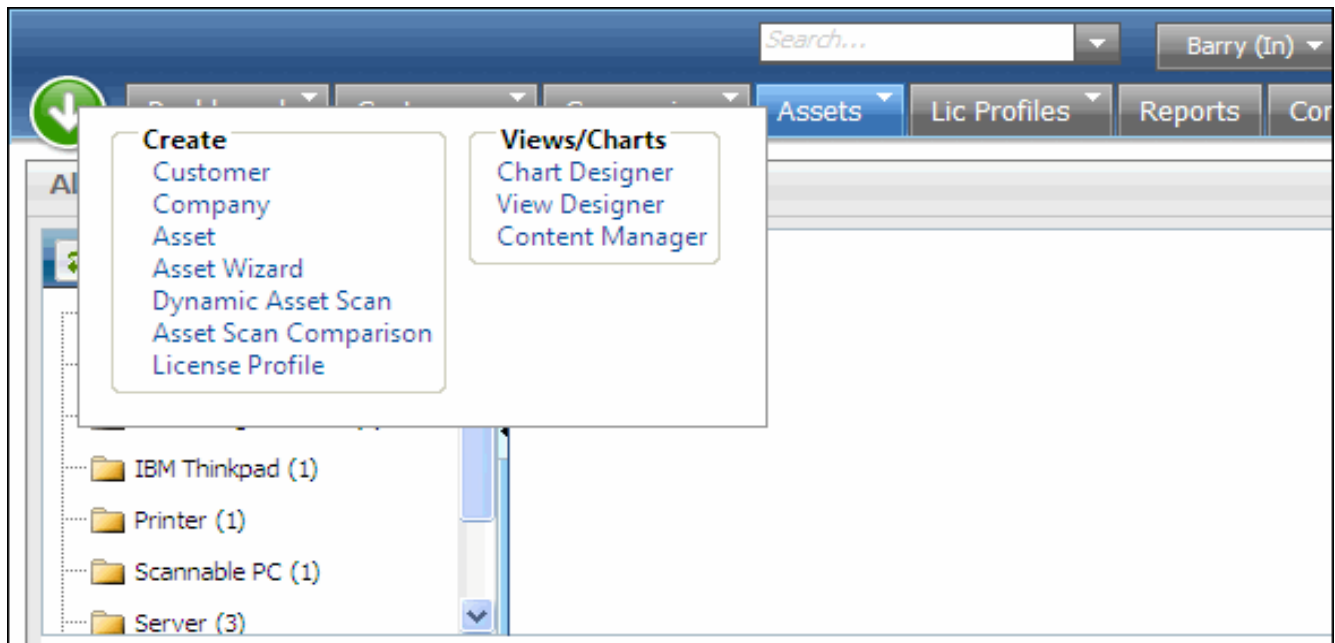 Search...
Barry (In)
Assets
Lic Profiles
Reports
Create
Customer
Company
Asset
Asset Wizard
Dynamic Asset Scan
Asset Scan Comparison
License Profile
Views/Charts
Chart Designer
View Designer
Content Manager
IBM Thinkpad (1)
Printer (1)
Scannable PC (1)
Server (3)